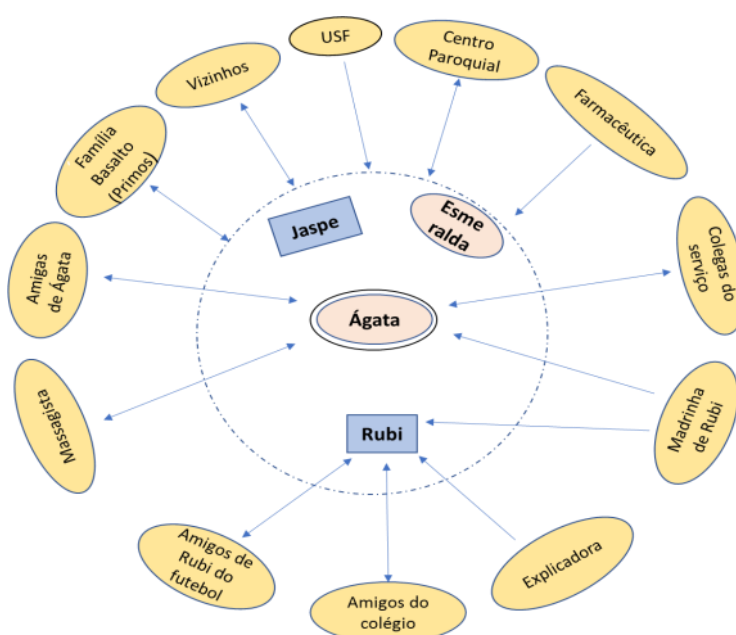 USF
Centro
Paroquial
Vizinhos
Farmacêutica
Família
Basalto
(Primos)
Jaspe
Esme
ralda
Amigas
de Ágata
Colegas do
serviço
Ágata
Massagista
Madrinha
de Rubi
Rubi
Amigos de
Rubi do
futebol
Explicadora
Amigos do
colégio